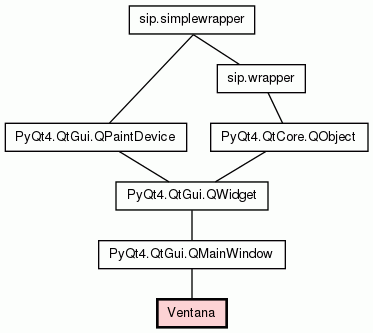 sip.simplewrapper
sip.wrapper
PyQt4.QtGui.QPaintDevice
PyQt4.QtCore.QObject
PyQt4.QtGui.QWidget
PyQt4.QtGui.QMainWindow
Ventana